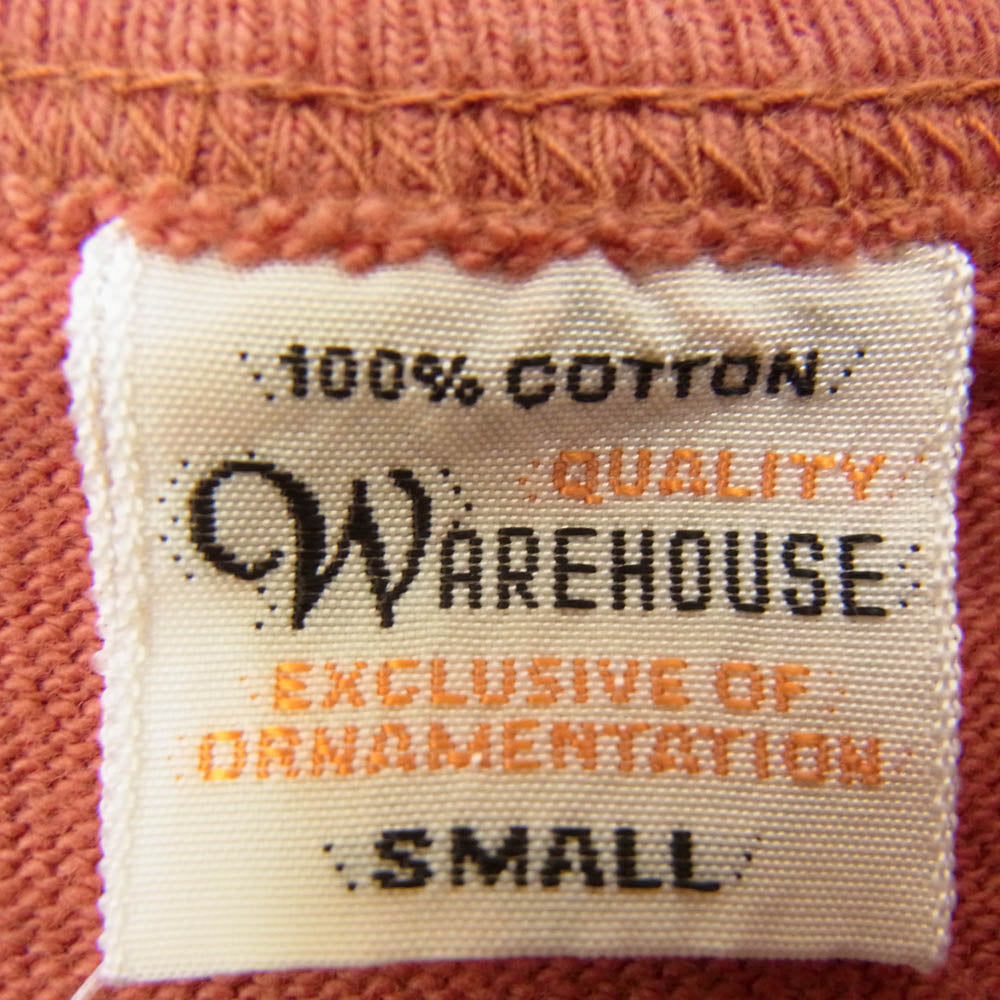 100% COTTON
QUALITY
WAREHOUSE
EXCLUSIVE OF
ORNAMENTATION
SMALL